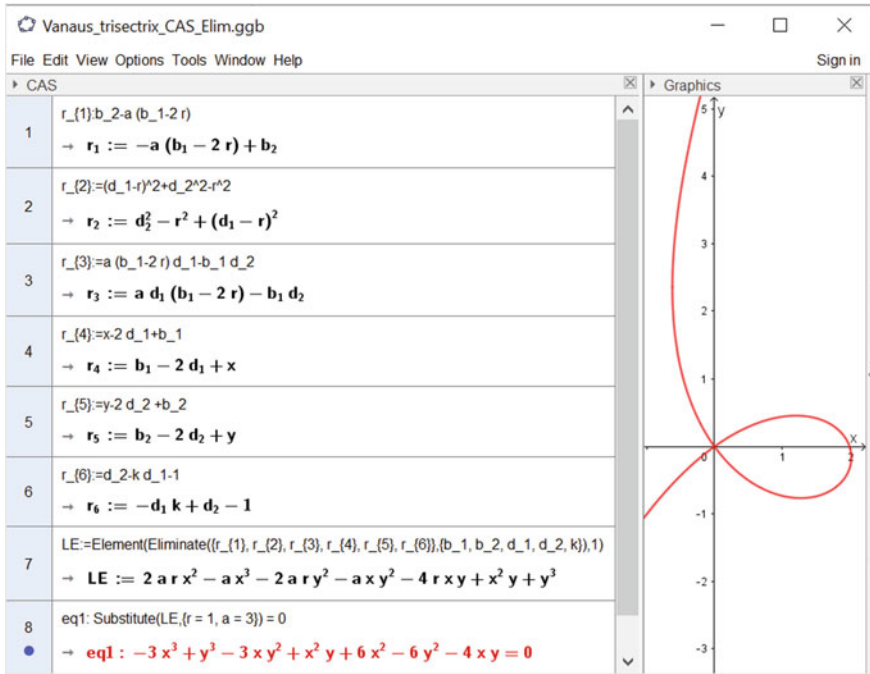 Vanaus_trisectrix_CAS_Elim.ggb
File Edit View Options Tools Window Help
Sign in
CAS
1
r_{1}:b_2-a (b_1-2 r)
→ r₁ := -a (b₁ - 2 r) + b₂
2
r_{2}:=(d_1-r)^2+d_2^2-r^2
→ r₂ := d₂² - r² + (d₁ - r)²
3
r_{3}:=a (b_1-2 r) d_1-b_1 d_2
→ r₃ := a d₁ (b₁ - 2 r) - b₁ d₂
4
r_{4}:=x-2 d_1+b_1
→ r₄ := b₁ - 2 d₁ + x
5
r_{5}:=y-2 d_2 +b_2
→ r₅ := b₂ - 2 d₂ + y
6
r_{6}:=d_2-k d_1-1
→ r₆ := -d₁ k + d₂ - 1
7
LE:=Element(Eliminate({r_{1}, r_{2}, r_{3}, r_{4}, r_{5}, r_{6}},{b_1, b_2, d_1, d_2, k}),1)
→ LE := 2 a r x² - a x³ - 2 a r y² - a x y² - 4 r x y + x² y + y³
8
eq1: Substitute(LE,{r = 1, a = 3}) = 0
→ eq1 : -3 x³ + y³ - 3 x y² + x² y + 6 x² - 6 y² - 4 x y = 0
Graphics
y
5
4
3
2
1
0
1
2
x
-1
-2
-3